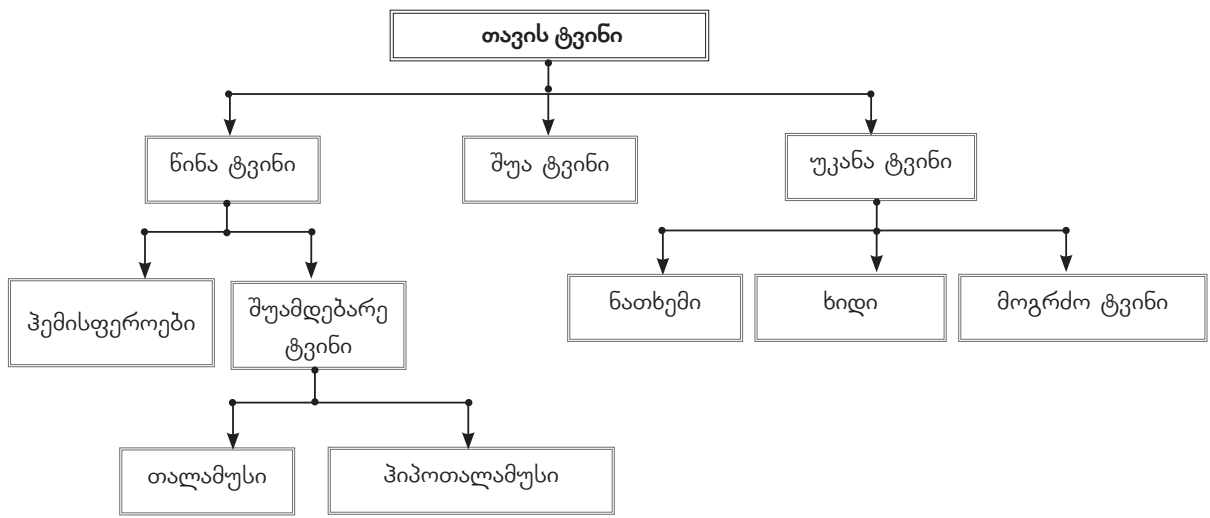 თავის ტვინი
წინა ტვინი
შუა ტვინი
უკანა ტვინი
ჰემისფეროები
შუამდებარე
ტვინი
ნათხემი
ხიდი
მოგრძო ტვინი
თალამუსი
ჰიპოთალამუსი